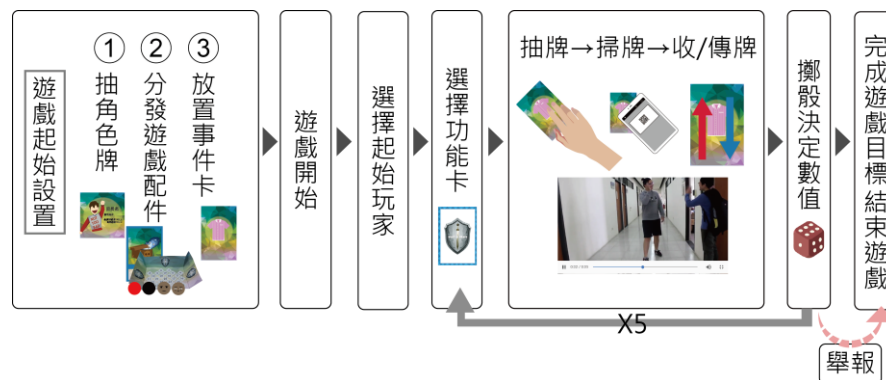 遊戲起始設置
①抽角色牌
②分發遊戲配件
③放置事件卡
遊戲開始
選擇起始玩家
選擇功能卡
抽牌→掃牌→收/傳牌
擲骰決定數值
完成遊戲目標結束遊戲
X5
舉報